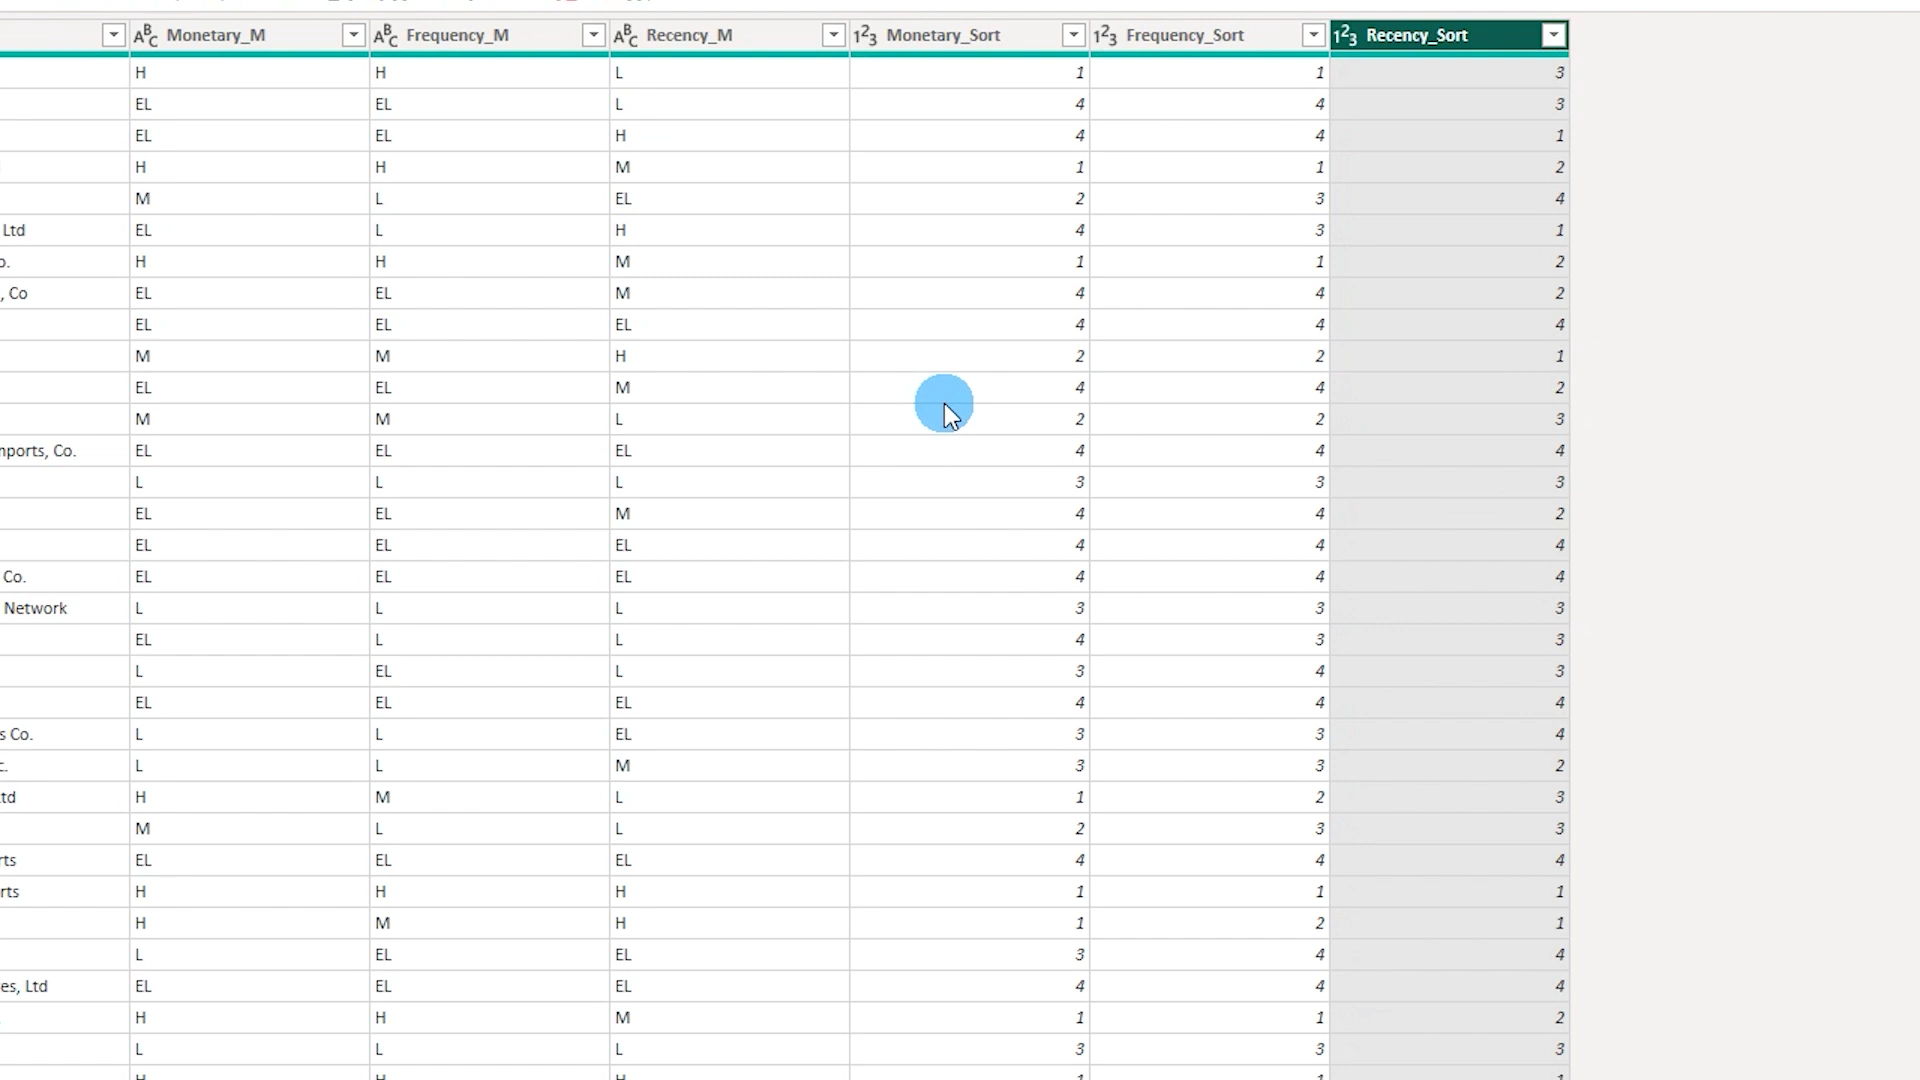 Monetary_M Frequency_M Recency_M Monetary_Sort Frequency_Sort Recency_Sort
H H L 1 1 3
EL EL L 4 4 3
EL EL H 4 4 1
H H M 1 1 2
M L EL 2 3 4
Ltd EL L H 4 3 1
o. H H M 1 1 2
, Co EL EL M 4 4 2
EL EL EL 4 4 4
M M H 2 2 1
EL EL M 4 4 2
M M L 2 2 3
mports, Co. EL EL EL 4 4 4
L L L 3 3 3
EL EL M 4 4 2
EL EL EL 4 4 4
Co. EL EL EL 4 4 4
Network L L L 3 3 3
EL L L 4 3 3
L EL L 3 4 3
EL EL EL 4 4 4
s Co. L L EL 3 3 4
c. L L M 3 3 2
td H M L 1 2 3
M L L 2 3 3
rts EL EL EL 4 4 4
rts H H H 1 1 1
H M H 1 2 1
L EL EL 3 4 4
es, Ltd EL EL EL 4 4 4
H H M 1 1 2
L L L 3 3 3
H H H 1 1 1